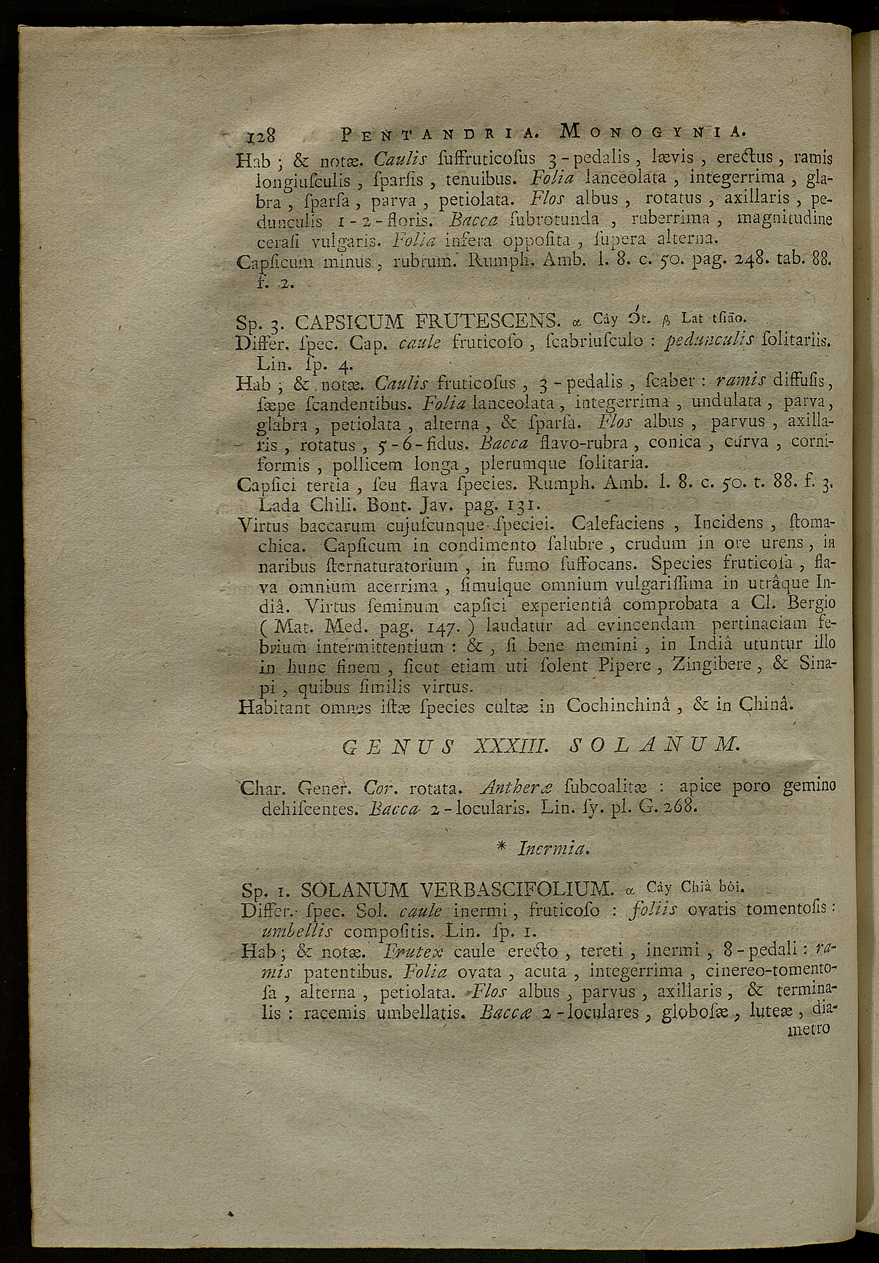 128 PENTANDRIA. MONOGYNIA.
Hab ; & notæ. Caulis ſuffruticoſus 3-pedalis , lævis , erectus , ramis
longiuſculis , ſparſis , tenuibus. Folia lanceolata , integerrima , gla-
bra , ſparſa , parva , petiolata. Flos albus , rotatus , axillaris , pe-
dunculis 1-2-floris. Bacca ſubrotunda , ruberrima , magnitudine
ceraſi vulgaris. Folia infera oppoſita , ſupera alterna.
Capſicum minus , rubrum. Rumph. Amb. l. 8. c. 50. pag. 248. tab. 88.
f. 2.
Sp. 3. CAPSICUM FRUTESCENS. α Cây Ớt. β Lat tſiāo.
Differ. ſpec. Cap. caule fruticoſo , ſcabriuſculo : pedunculis ſolitariis.
Lin. ſp. 4.
Hab ; & notæ. Caulis fruticoſus , 3-pedalis , ſcaber : ramis diffuſis,
ſæpe ſcandentibus. Folia lanceolata , integerrima , undulata , parva,
glabra , petiolata , alterna , & ſparſa. Flos albus , parvus , axilla-
ris , rotatus , 5-6-fidus. Bacca flavo-rubra , conica , curva , corni-
formis , pollicem longa , plerumque ſolitaria.
Capſici tertia , ſeu flava ſpecies. Rumph. Amb. l. 8. c. 50. t. 88. f. 3.
Lada Chili. Bont. Jav. pag. 131.
Virtus baccarum cujuſcunque ſpeciei. Calefaciens , Incidens , ſtoma-
chica. Capſicum in condimento ſalubre , crudum in ore urens , in
naribus ſternaturatorium , in fumo ſuffocans. Species fruticoſa , fla-
va omnium acerrima , ſimulque omnium vulgariſſima in utrâque In-
diâ. Virtus ſeminum capſici experientiâ comprobata a Cl. Bergio
( Mat. Med. pag. 147. ) laudatur ad evincendam pertinaciam fe-
brium intermittentium : & , ſi bene memini , in Indiâ utuntur illo
in hunc finem , ſicut etiam uti ſolent Pipere , Zingibere , & Sina-
pi , quibus ſimilis virtus.
Habitant omnes iſtæ ſpecies cultæ in Cochinchinâ , & in Chinâ.
GENUS XXXIII. SOLANUM.
Char. Gener. Cor. rotata. Antheræ ſubcoalitæ : apice poro gemino
dehiſcentes. Bacca 2-locularis. Lin. ſy. pl. G. 268.
* Inermia.
Sp. 1. SOLANUM VERBASCIFOLIUM. α Cây Chià bôi.
Differ. ſpec. Sol. caule inermi , fruticoſo : foliis ovatis tomentoſis :
umbellis compoſitis. Lin. ſp. 1.
Hab ; & notæ. Frutex caule erecto , tereti , inermi , 8-pedali : ra-
mis patentibus. Folia ovata , acuta , integerrima , cinereo-tomento-
ſa , alterna , petiolata. Flos albus , parvus , axillaris , & termina-
lis : racemis umbellatis. Baccæ 2-loculares , globoſæ , luteæ , dia-
metro